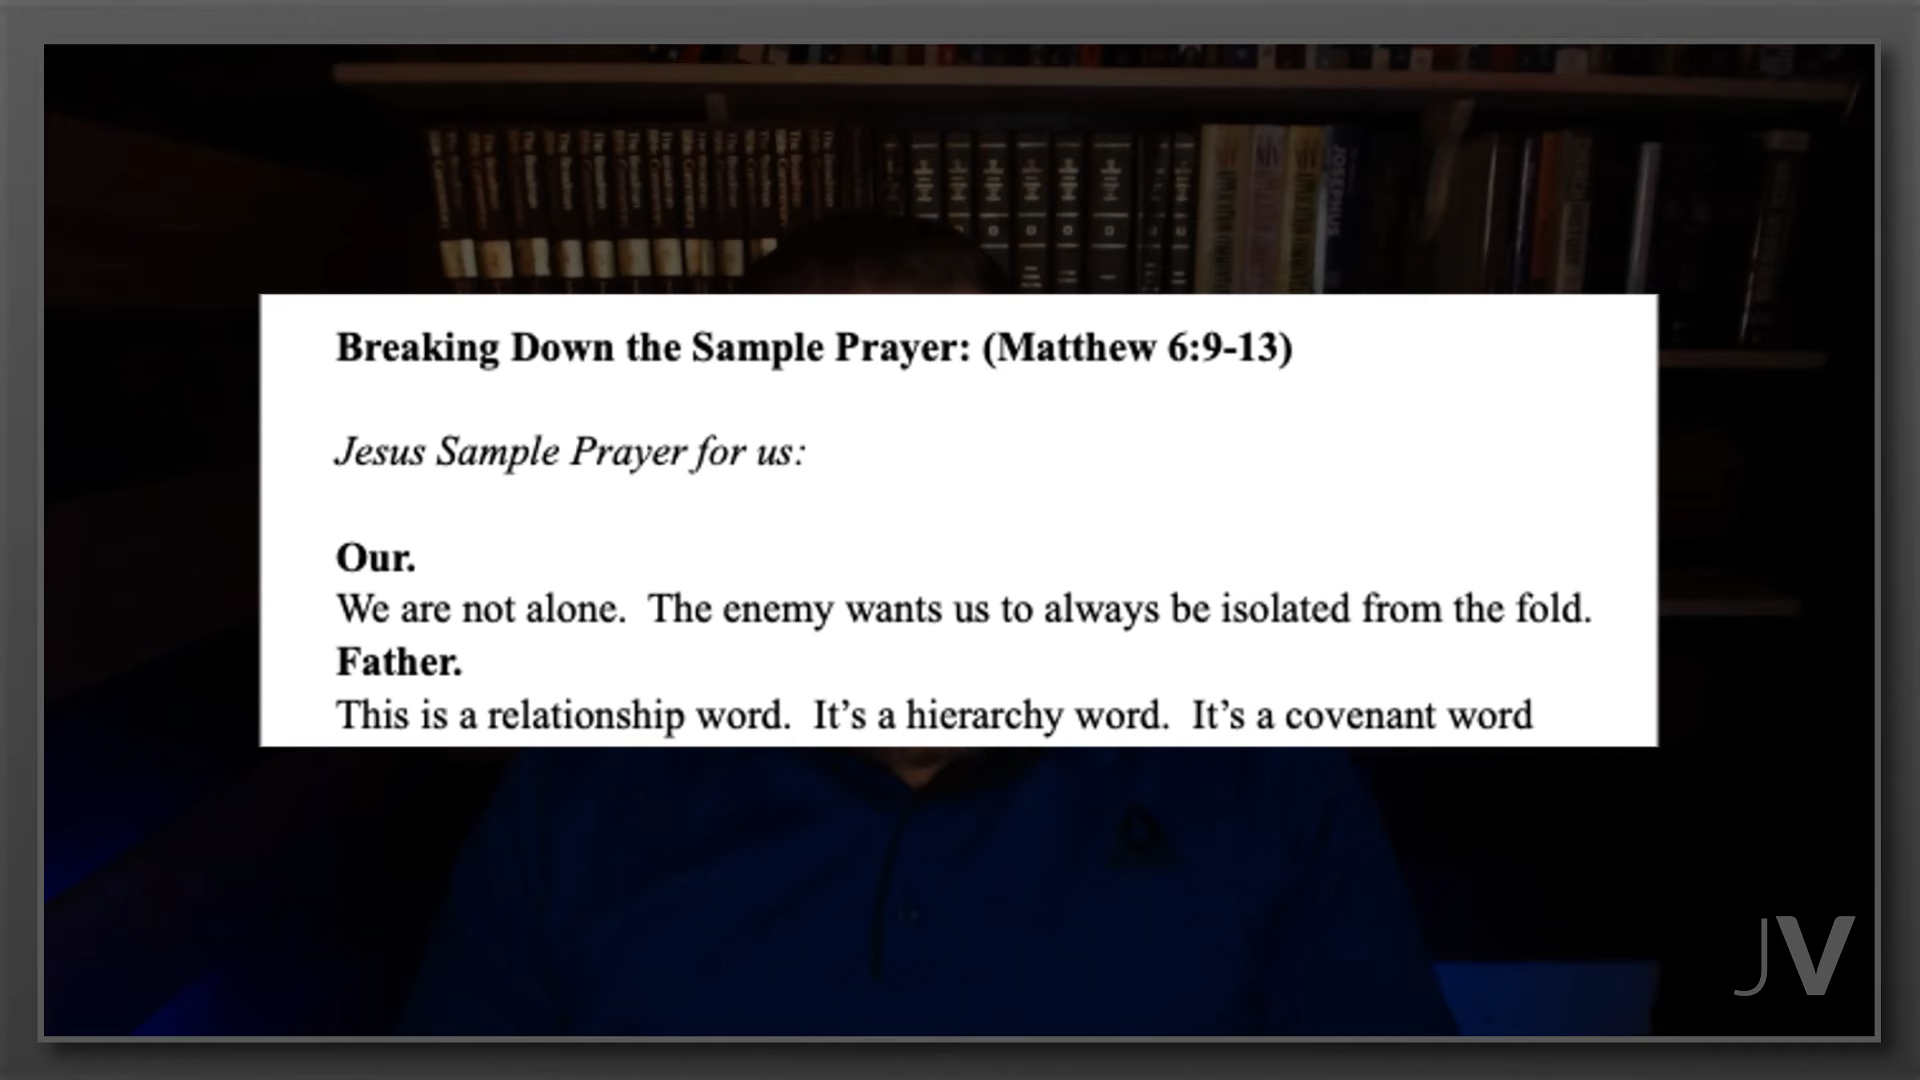 Breaking Down the Sample Prayer: (Matthew 6:9-13)
Jesus Sample Prayer for us:
Our.
We are not alone.  The enemy wants us to always be isolated from the fold.
Father.
This is a relationship word.  It’s a hierarchy word.  It’s a covenant word
JOSEPHUS
JV